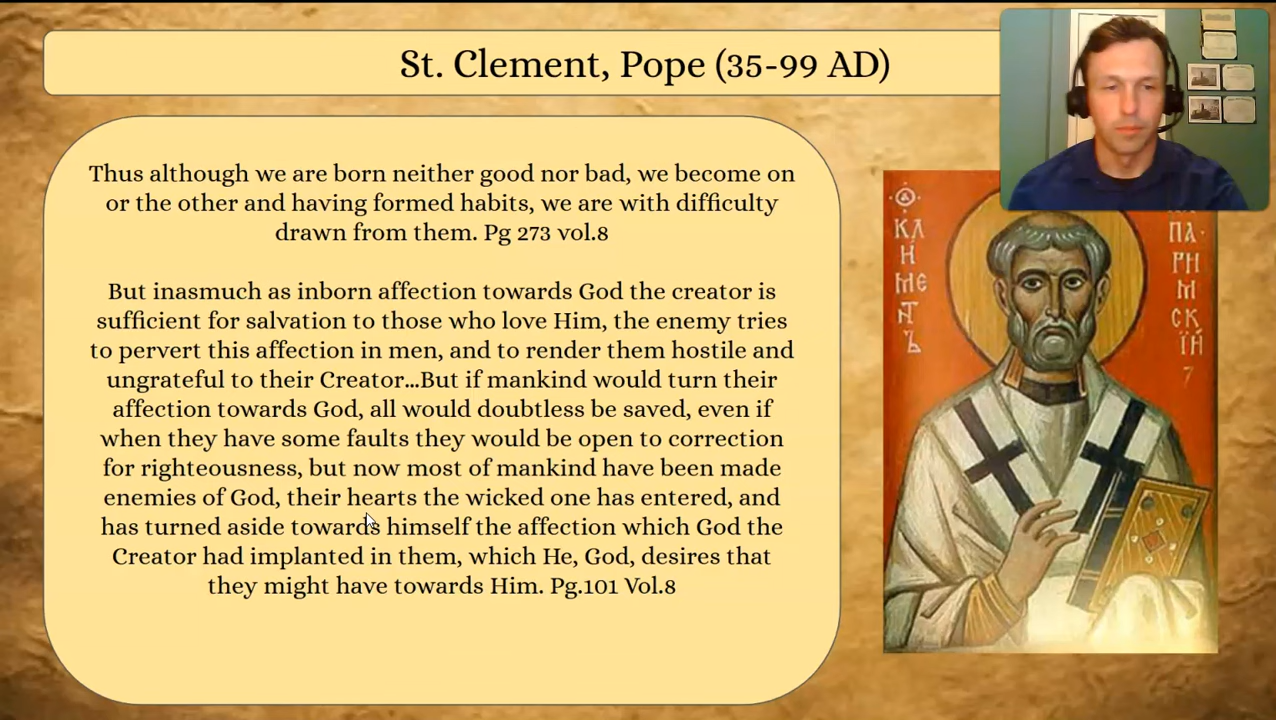 St. Clement, Pope (35-99 AD)
Thus although we are born neither good nor bad, we become on
or the other and having formed habits, we are with difficulty
drawn from them. Pg 273 vol.8
But inasmuch as inborn affection towards God the creator is
sufficient for salvation to those who love Him, the enemy tries
to pervert this affection in men, and to render them hostile and
ungrateful to their Creator...But if mankind would turn their
affection towards God, all would doubtless be saved, even if
when they have some faults they would be open to correction
for righteousness, but now most of mankind have been made
enemies of God, their hearts the wicked one has entered, and
has turned aside towards himself the affection which God the
Creator had implanted in them, which He, God, desires that
they might have towards Him. Pg.101 Vol.8
КЛ
И
МЕ
Н
Т
Ъ
ПА
РИ
М
СК
ІЙ